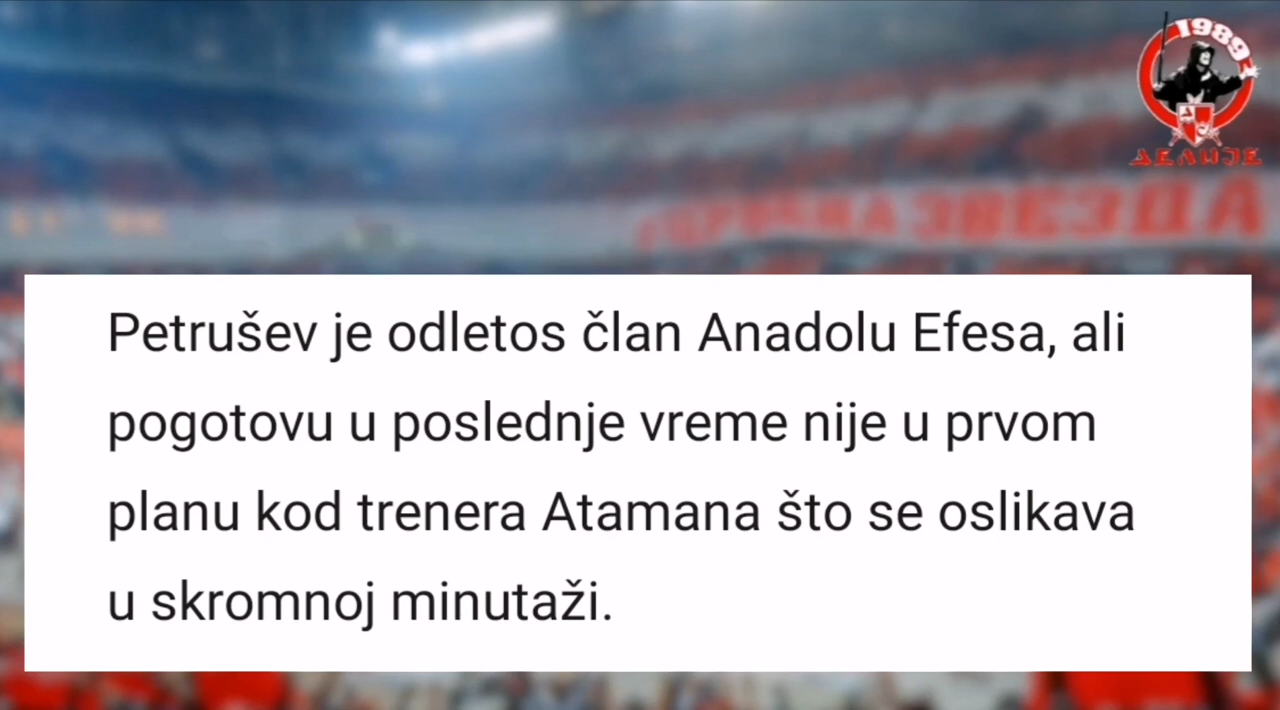 1989
ДЕЛИЈЕ
ЗВЕЗДА
Petrušev je odletos član Anadolu Efesa, ali
pogotovu u poslednje vreme nije u prvom
planu kod trenera Atamana što se oslikava
u skromnoj minutaži.